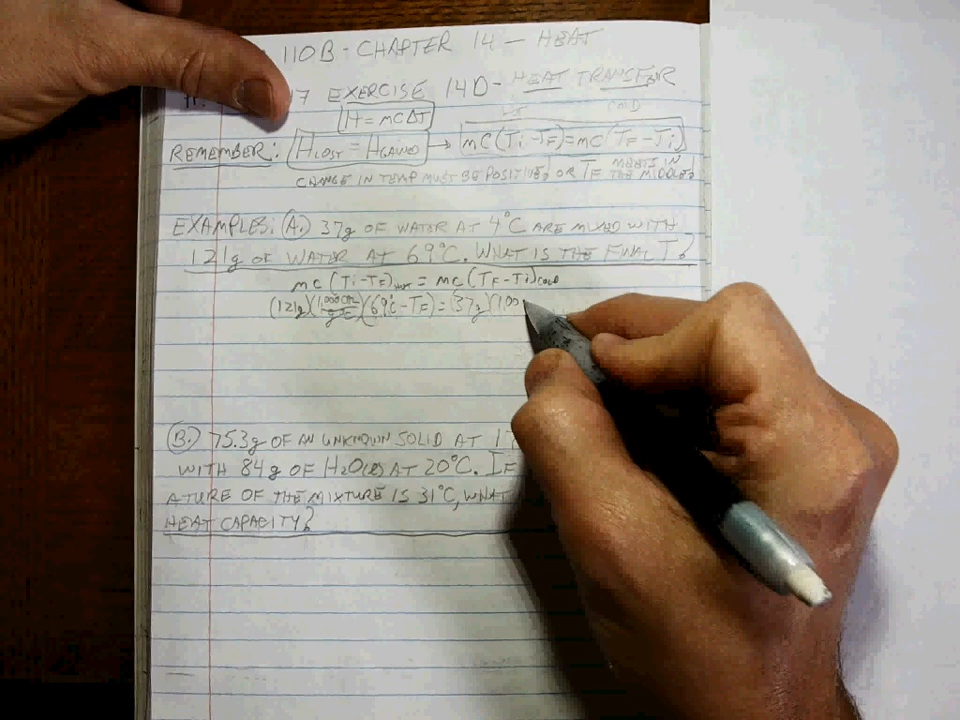 110B - CHAPTER 14 - HEAT
7 EXERCISE 14D - HEAT TRANSFER
H = mCΔT
REMEMBER: HLOST = HGAINED → mC(Ti-TF)=mC(TF-Ti)
CHANGE IN TEMP MUST BE POSITIVE! OR TF MEETS IN THE MIDDLE!
EXAMPLES: A. 37g OF WATER AT 4°C ARE MIXED WITH
121g OF WATER AT 69°C. WHAT IS THE FINAL T?
mC(Ti-TF)HOT = mC(TF-Ti)COLD
(121g)(1.000 CAL/g°C)(69°C-TF)=(37g)(1.00
B. 75.3g OF AN UNKNOWN SOLID AT
WITH 84g OF H2O(l) AT 20°C. IF
ATURE OF THE MIXTURE IS 31°C, WHAT
HEAT CAPACITY?